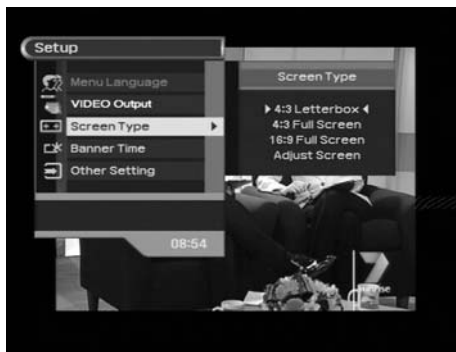 Setup
Menu Language
VIDEO Output
Screen Type
Banner Time
Other Setting
08:54
Screen Type
4:3 Letterbox
4:3 Full Screen
16:9 Full Screen
Adjust Screen
7